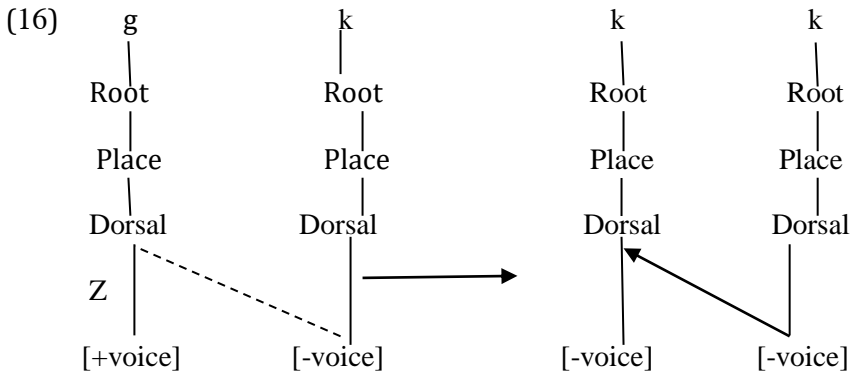 (16) g k k k
Root Root Root Root
Place Place Place Place
Dorsal Dorsal Dorsal Dorsal
Z
[+voice] [-voice] [-voice] [-voice]